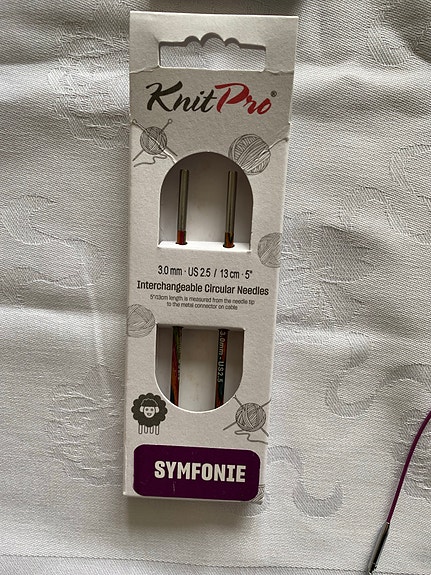 KnitPro®
3.0 mm · US 2.5 / 13 cm · 5"
Interchangeable Circular Needles
5"/13cm length is measured from the needle tip
to the metal connector on cable
3.0mm - US2.5
SYMFONIE